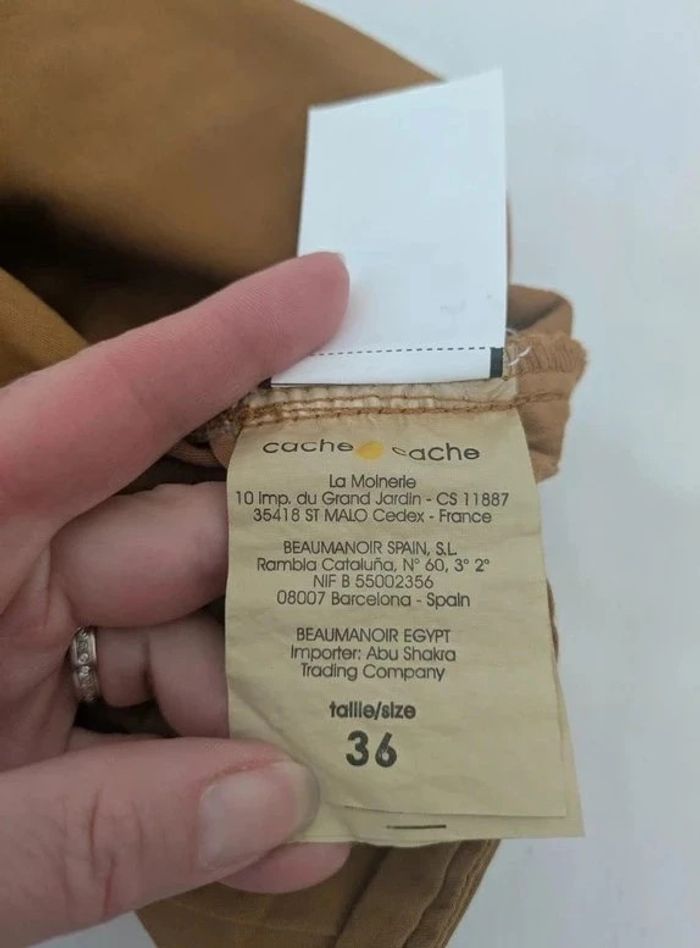 cache cache
La Moinerie
10 Imp. du Grand Jardin - CS 11887
35418 ST MALO Cedex - France
BEAUMANOIR SPAIN, S.L.
Rambla Cataluña, N° 60, 3° 2°
NIF B 55002356
08007 Barcelona - Spain
BEAUMANOIR EGYPT
Importer: Abu Shakra
Trading Company
taille/size
36